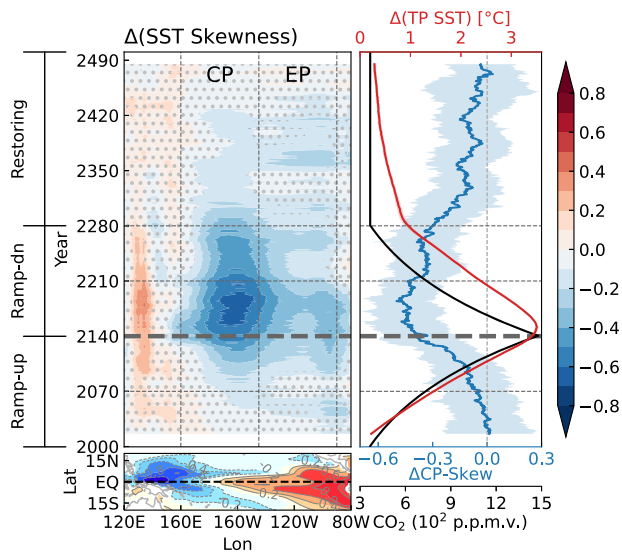 Δ(TP SST) [°C]
Δ(SST Skewness)
0 1 2 3
2490
CP EP
0.8
2420
0.6
Restoring
2350
0.4
0.2
2280
Year
0.0
Ramp-dn
2210
−0.2
2140
−0.4
Ramp-up
2070
−0.6
−0.8
2000
Lat
15N
EQ
15S
0
-0.2
−0.6 −0.3 0.0 0.3
ΔCP-Skew
120E 160E 160W 120W 80W
Lon
3 6 9 12 15
CO₂ (10² p.p.m.v.)